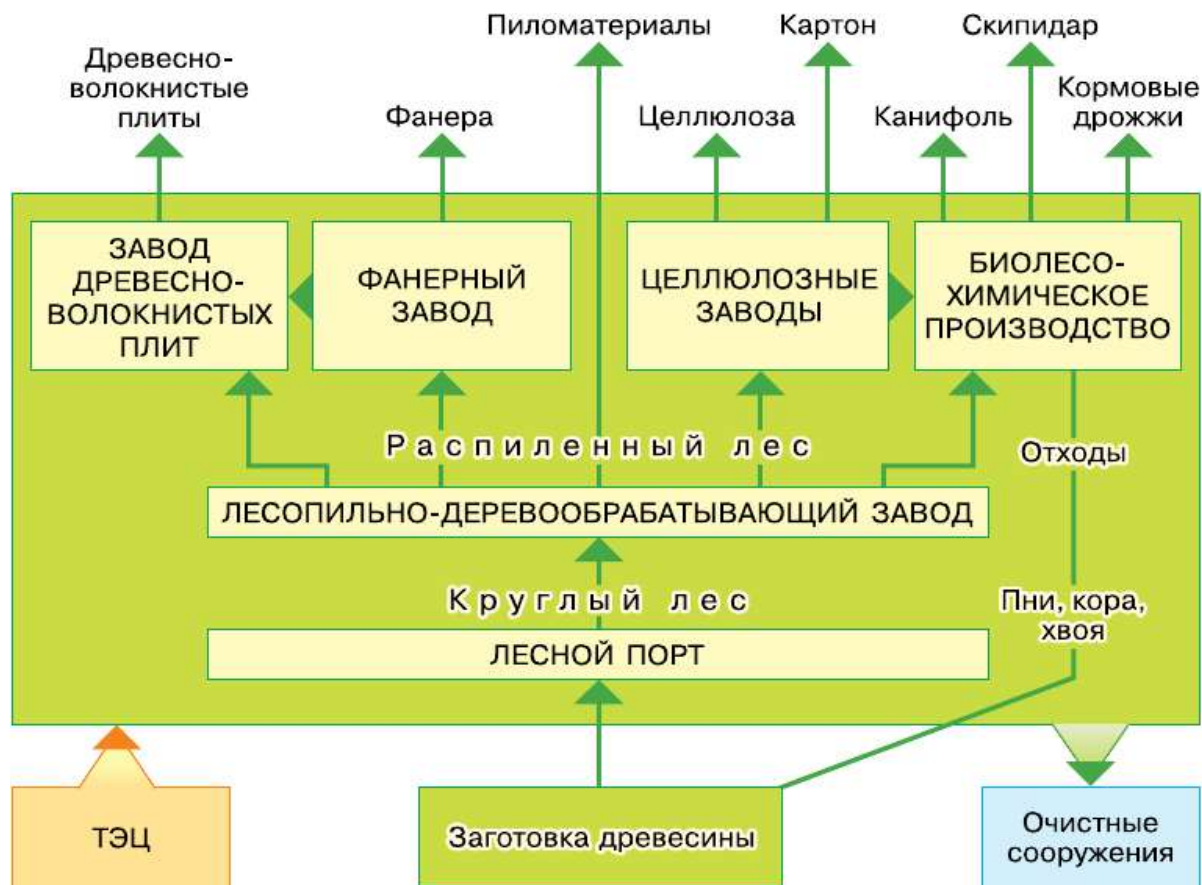 Пиломатериалы
Картон
Скипидар
Древесно-
волокнистые
плиты
Фанера
Целлюлоза
Канифоль
Кормовые
дрожжи
ЗАВОД
ДРЕВЕСНО-
ВОЛОКНИСТЫХ
ПЛИТ
ФАНЕРНЫЙ
ЗАВОД
ЦЕЛЛЮЛОЗНЫЕ
ЗАВОДЫ
БИОЛЕСО-
ХИМИЧЕСКОЕ
ПРОИЗВОДСТВО
Распиленный лес
Отходы
ЛЕСОПИЛЬНО-ДЕРЕВООБРАБАТЫВАЮЩИЙ ЗАВОД
Круглый лес
Пни, кора,
хвоя
ЛЕСНОЙ ПОРТ
ТЭЦ
Заготовка древесины
Очистные
сооружения